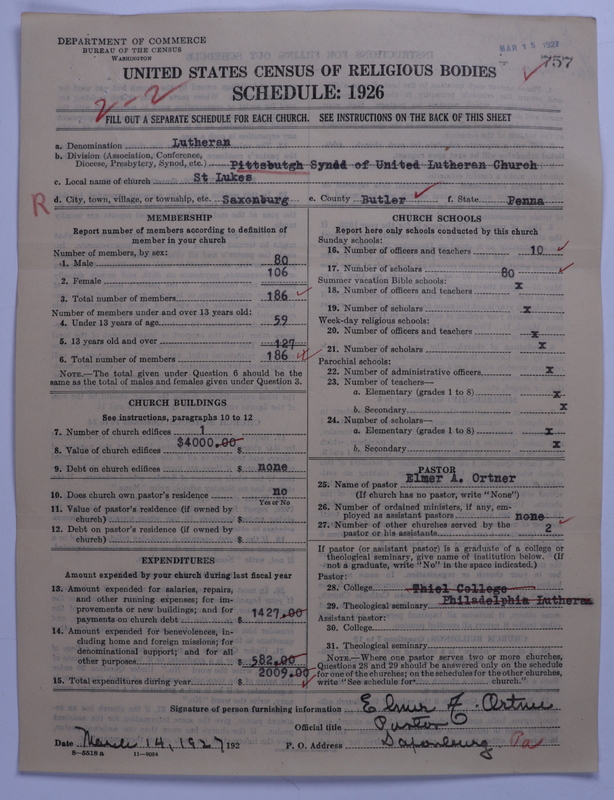 DEPARTMENT OF COMMERCE
BUREAU OF THE CENSUS
WASHINGTON
MAR 15 1927
757
UNITED STATES CENSUS OF RELIGIOUS BODIES
SCHEDULE: 1926
2-2
FILL OUT A SEPARATE SCHEDULE FOR EACH CHURCH. SEE INSTRUCTIONS ON THE BACK OF THIS SHEET
a. Denomination Lutheran
b. Division (Association, Conference,
Diocese, Presbytery, Synod, etc.) Pittsbutgh Synod of United Lutheran Church
c. Local name of church St Lukes
R
d. City, town, village, or township, etc. Saxonburg e. County Butler f. State Penna
MEMBERSHIP
Report number of members according to definition of
member in your church
Number of members, by sex:
1. Male 80
2. Female 106
3. Total number of members 186
Number of members under and over 13 years old:
4. Under 13 years of age 59
5. 13 years old and over 127
6. Total number of members 186
NOTE.—The total given under Question 6 should be
same as the total of males and females given under Question 3.
CHURCH BUILDINGS
See instructions, paragraphs 10 to 12
7. Number of church edifices 1
8. Value of church edifices $ $4000.00
9. Debt on church edifices $ none
10. Does church own pastor's residence no
Yes or No
11. Value of pastor's residence (if owned by
church) $
12. Debt on pastor's residence (if owned by
church) $
EXPENDITURES
Amount expended by your church during last fiscal year
13. Amount expended for salaries, repairs,
and other running expenses; for im-
provements or new buildings; and for
payments on church debt $ 1427.00
14. Amount expended for benevolences, in-
cluding home and foreign missions; for
denominational support; and for all
other purposes $ 582.00
15. Total expenditures during year $ 2009.00
CHURCH SCHOOLS
Report here only schools conducted by this church
Sunday schools:
16. Number of officers and teachers 10
17. Number of scholars 80
Summer vacation Bible schools:
18. Number of officers and teachers x
19. Number of scholars x
Week-day religious schools:
20. Number of officers and teachers x
21. Number of scholars x
Parochial schools:
22. Number of administrative officers x
23. Number of teachers—
a. Elementary (grades 1 to 8) x
b. Secondary x
24. Number of scholars—
a. Elementary (grades 1 to 8) x
b. Secondary x
PASTOR
25. Name of pastor Elmer A. Ortner
(If church has no pastor, write "None")
26. Number of ordained ministers, if any, em-
ployed as assistant pastors none
27. Number of other churches served by the
pastor or his assistants 2
If pastor (or assistant pastor) is a graduate of a college or
theological seminary, give name of institution below. (If
not a graduate, write "No" in the space indicated.)
Pastor:
28. College Thiel College
29. Theological seminary Philadelphia Lutheran
Assistant pastor:
30. College
31. Theological seminary
NOTE.—Where one pastor serves two or more churches,
Questions 28 and 29 should be answered only on the schedule
for one of the churches; on the schedules for the other churches,
write "See schedule for church."
Signature of person furnishing information Elmer F. Ortner
Official title Pastor
Date March 14, 1927 192 P. O. Address Saxonburg Pa
8—5518 a 11—9034